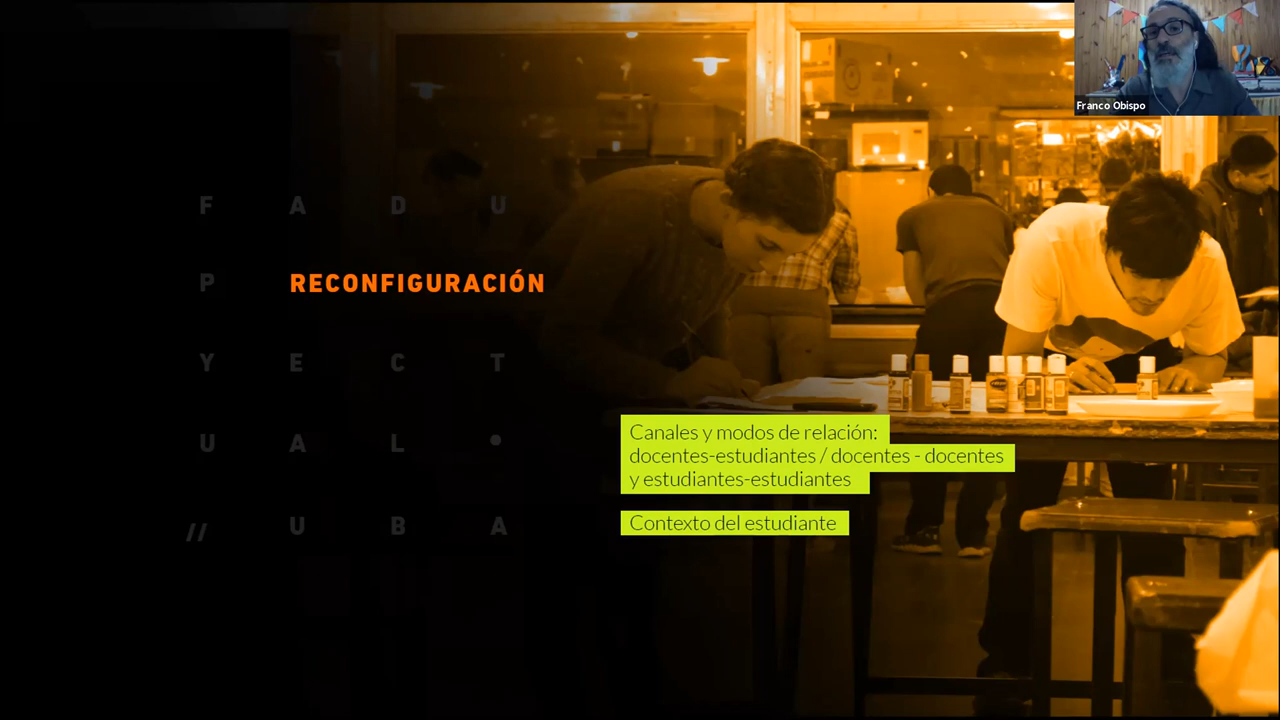 Franco Obispo
F A D U
P RECONFIGURACIÓN
Y E C T
U A L •
// U B A
Canales y modos de relación:
docentes-estudiantes / docentes - docentes
y estudiantes-estudiantes
Contexto del estudiante